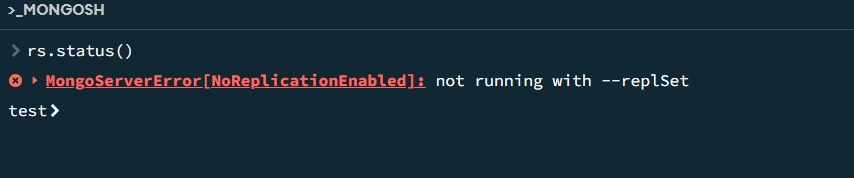 >_MONGOSH
> rs.status()
MongoServerError[NoReplicationEnabled]: not running with --replSet
test>